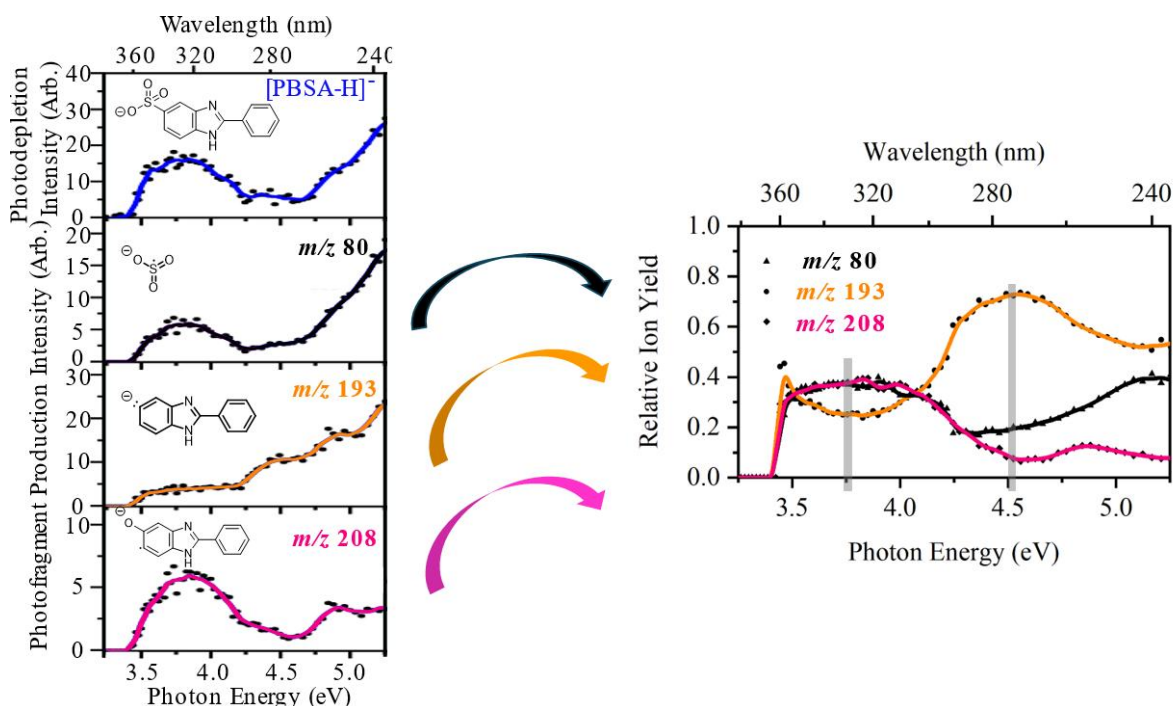 Wavelength (nm)
360 320 280 240
Photodepletion
Intensity (Arb.)
40
30
20
10
0
[PBSA-H]⁻
O
O
S
⊖O
N
N
H
Photofragment Production Intensity (Arb.)
20
15
10
5
0
m/z 80
⊖
O
O
S
O
30
20
10
0
m/z 193
⊖
N
N
H
10
5
0
m/z 208
⊖
O
N
N
H
3.5 4.0 4.5 5.0
Photon Energy (eV)
Wavelength (nm)
360 320 280 240
Relative Ion Yield
1.0
0.8
0.6
0.4
0.2
0.0
m/z 80
m/z 193
m/z 208
3.5 4.0 4.5 5.0
Photon Energy (eV)